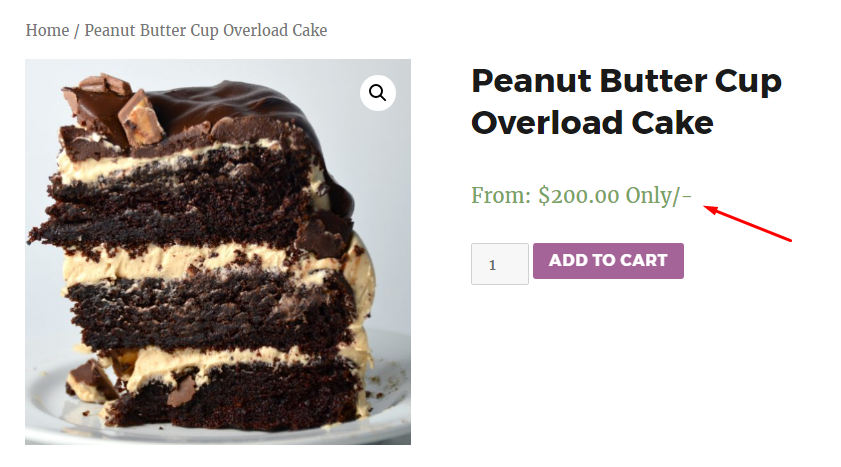 Home / Peanut Butter Cup Overload Cake
Peanut Butter Cup
Overload Cake
From: $200.00 Only/-
1
ADD TO CART